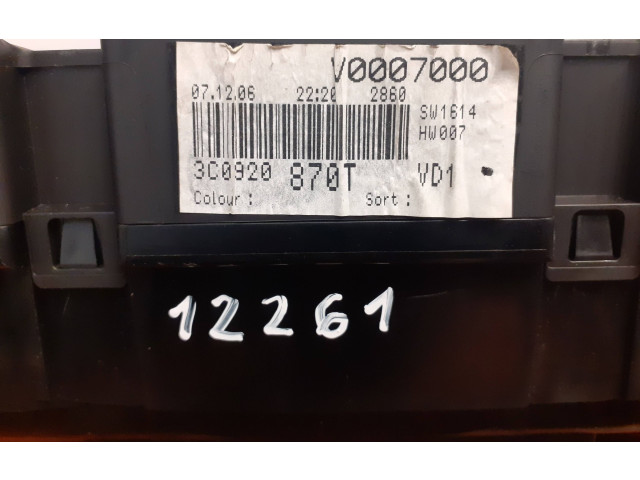 V0007000
07.12.06 22:20 2860
SW1614
HW007
3C0920 870T VD1
Colour : Sort :
12261